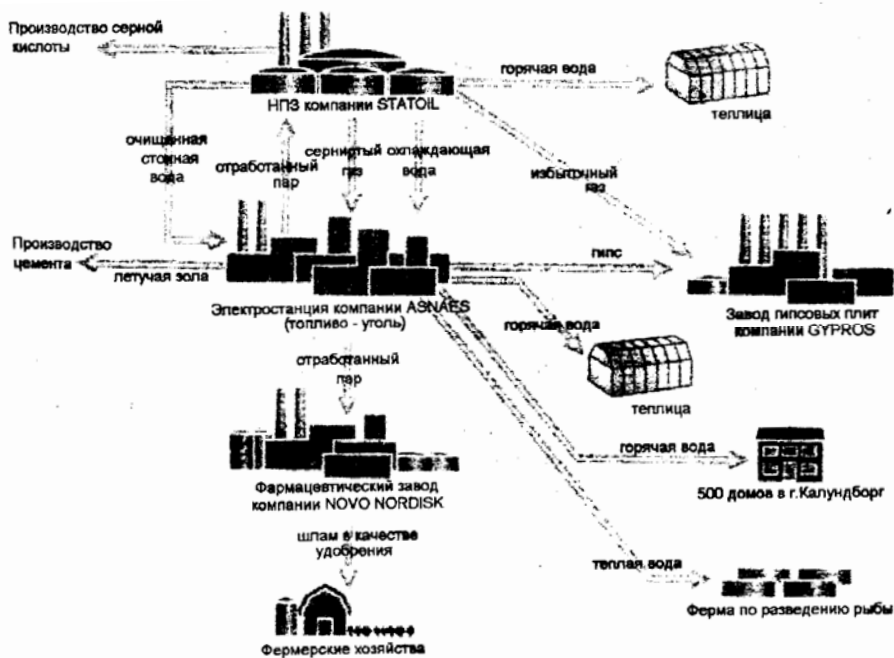 Производство серной
кислоты
горячая вода
НПЗ компании STATOIL
теплица
очищенная
стонная
вода
отработанный
пар
сернистый
газ
охлаждающая
вода
избыточный
газ
Производство
цемента
летучая зола
гипс
Электростанция компании ASNAES
(топливо - уголь)
горячая вода
Завод гипсовых плит
компании GYPROS
отработанный
пар
теплица
горячая вода
Фармацевтический завод
компании NOVO NORDISK
500 домов в г.Калундборг
шлам в качестве
удобрения
теплая вода
Ферма по разведению рыбы
Фермерские хозяйства